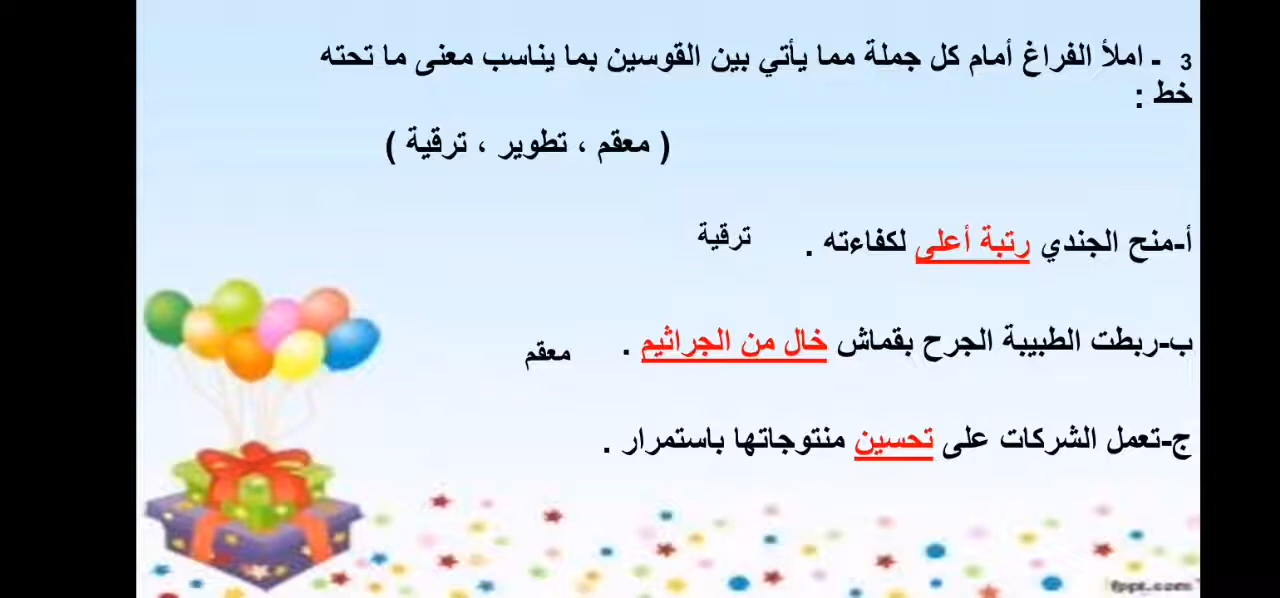 3 - املأ الفراغ أمام كل جملة مما يأتي بين القوسين بما يناسب معنى ما تحته
خط :
( معقم ، تطوير ، ترقية )
أ-منح الجندي رتبة أعلى لكفاءته . ترقية
ب-ربطت الطبيبة الجرح بقماش خال من الجراثيم . معقم
ج-تعمل الشركات على تحسين منتوجاتها باستمرار .
fppt.com